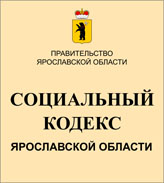 ПРАВИТЕЛЬСТВО
ЯРОСЛАВСКОЙ ОБЛАСТИ
СОЦИАЛЬНЫЙ
КОДЕКС
ЯРОСЛАВСКОЙ ОБЛАСТИ